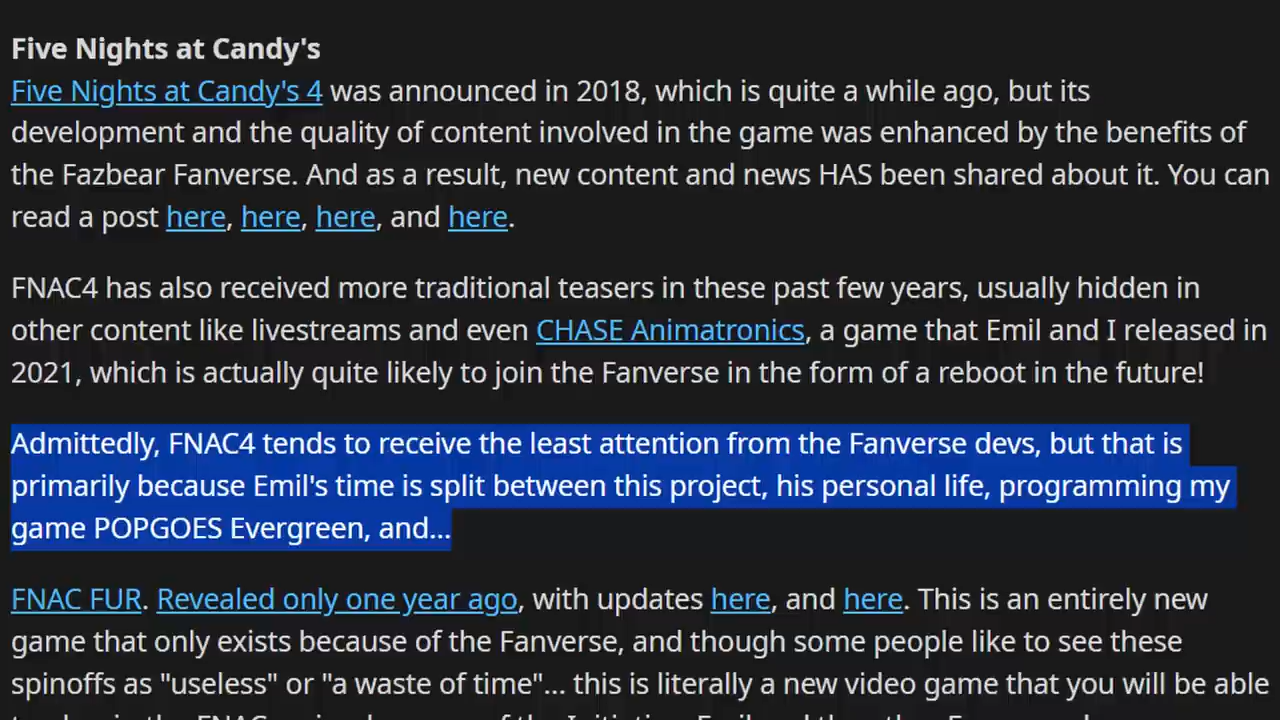 Five Nights at Candy's
Five Nights at Candy's 4 was announced in 2018, which is quite a while ago, but its
development and the quality of content involved in the game was enhanced by the benefits of
the Fazbear Fanverse. And as a result, new content and news HAS been shared about it. You can
read a post here, here, here, and here.
FNAC4 has also received more traditional teasers in these past few years, usually hidden in
other content like livestreams and even CHASE Animatronics, a game that Emil and I released in
2021, which is actually quite likely to join the Fanverse in the form of a reboot in the future!
Admittedly, FNAC4 tends to receive the least attention from the Fanverse devs, but that is
primarily because Emil's time is split between this project, his personal life, programming my
game POPGOES Evergreen, and...
FNAC FUR. Revealed only one year ago, with updates here, and here. This is an entirely new
game that only exists because of the Fanverse, and though some people like to see these
spinoffs as "useless" or "a waste of time"... this is literally a new video game that you will be able